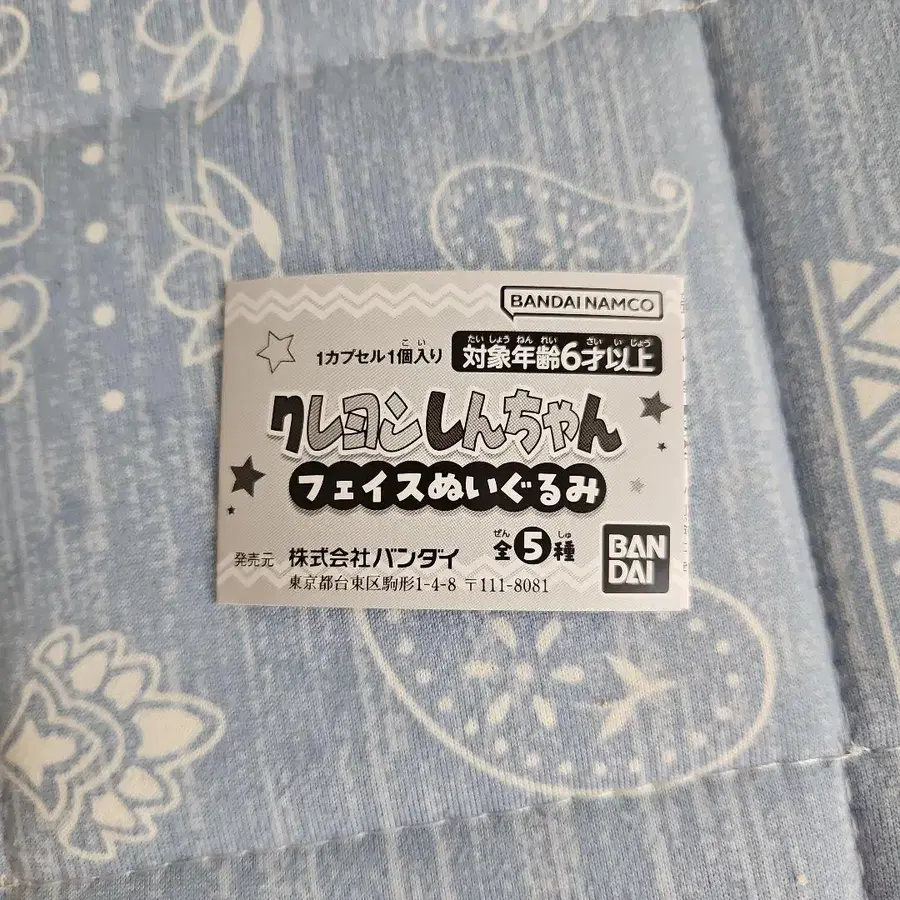 BANDAI NAMCO
1カプセル1個入り 対象年齢6才以上
クレヨンしんちゃん
フェイスぬいぐるみ
全5種
発売元 株式会社バンダイ
東京都台東区駒形1-4-8 〒111-8081
BAN
DAI